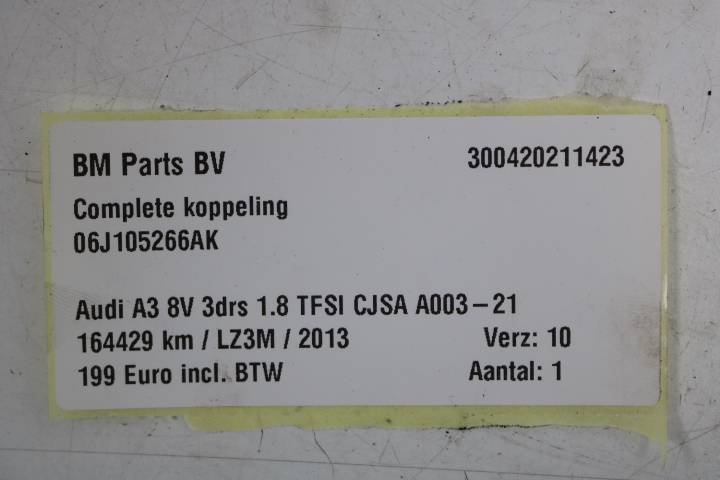 BM Parts BV 300420211423
Complete koppeling
06J105266AK
Audi A3 8V 3drs 1.8 TFSI CJSA A003-21
164429 km / LZ3M / 2013 Verz: 10
199 Euro incl. BTW Aantal: 1